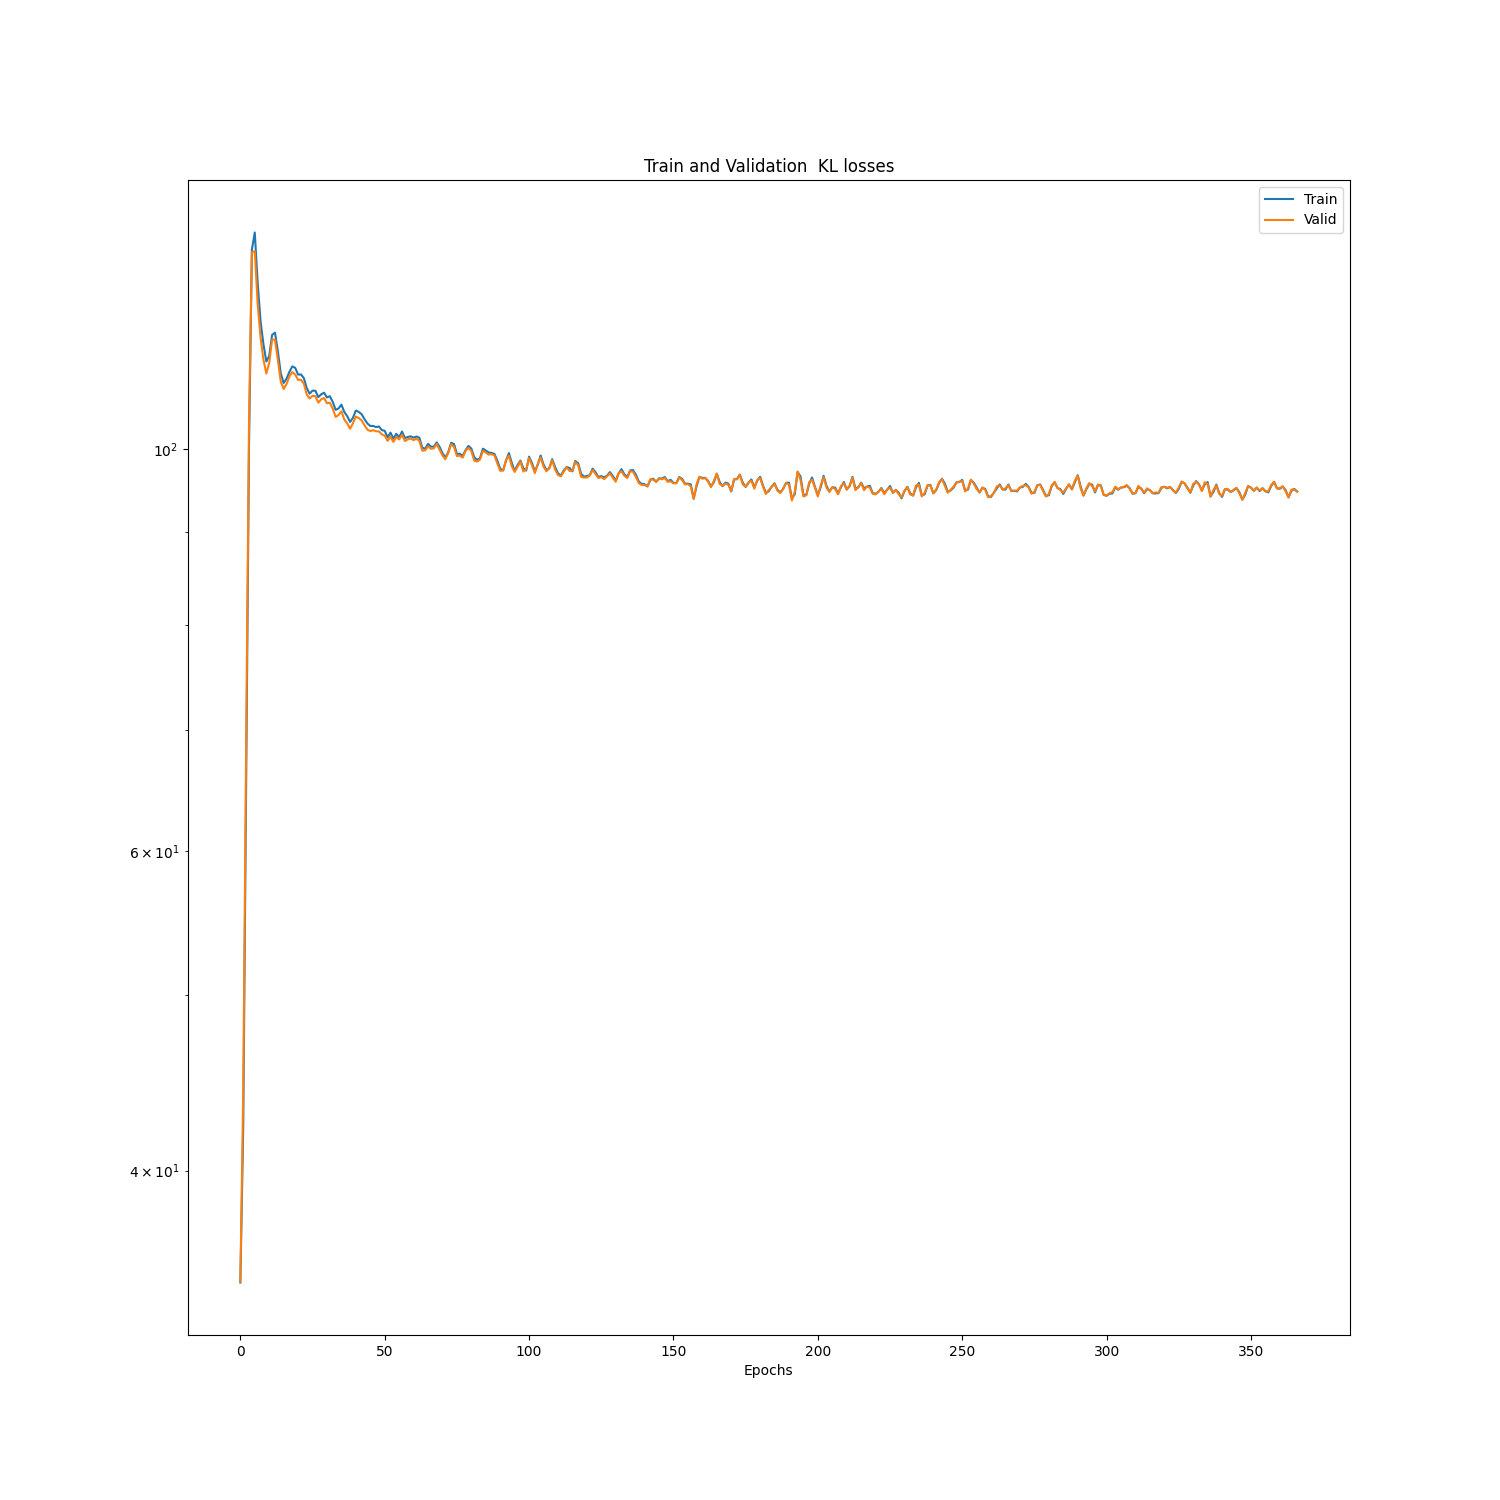 Train and Validation  KL losses
Train
Valid
10²
6 × 10¹
4 × 10¹
0 50 100 150 200 250 300 350
Epochs